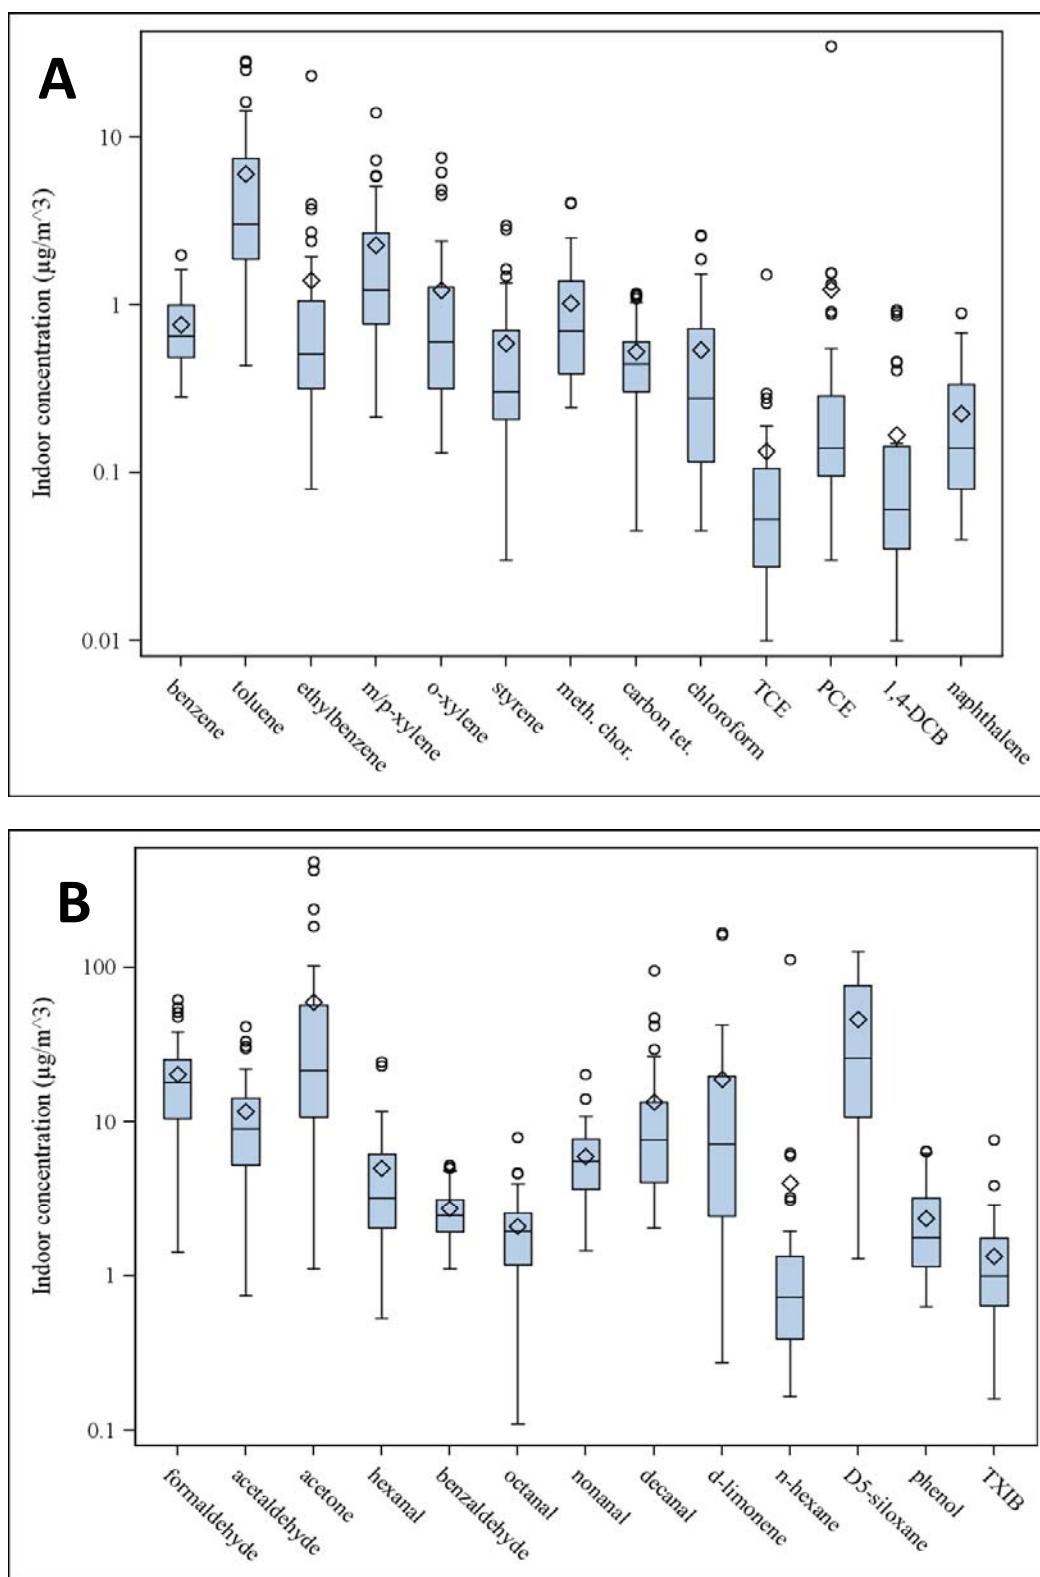 A
Indoor concentration (µg/m^3)
10
1
0.1
0.01
benzene
toluene
ethylbenzene
m/p-xylene
o-xylene
styrene
meth. chor.
carbon tet.
chloroform
TCE
PCE
1,4-DCB
naphthalene
B
Indoor concentration (µg/m^3)
100
10
1
0.1
formaldehyde
acetaldehyde
acetone
hexanal
benzaldehyde
octanal
nonanal
decanal
d-limonene
n-hexane
D5-siloxane
phenol
TXIB